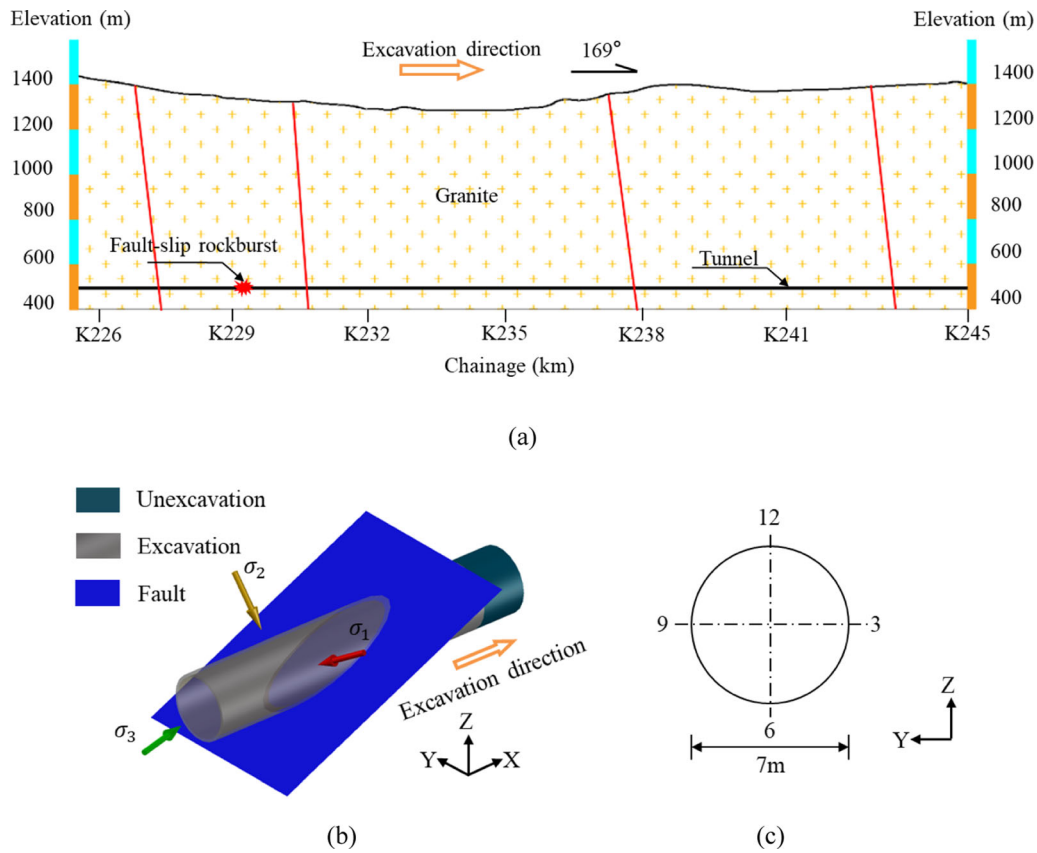 Elevation (m)
Elevation (m)
Excavation direction
169°
1400
1200
1000
800
600
400
1400
1200
1000
800
600
400
Granite
Fault-slip rockburst
Tunnel
K226
K229
K232
K235
K238
K241
K245
Chainage (km)
(a)
Unexcavation
Excavation
Fault
σ2
σ1
σ3
Excavation direction
Z
Y
X
(b)
12
9
3
6
7m
Z
Y
(c)